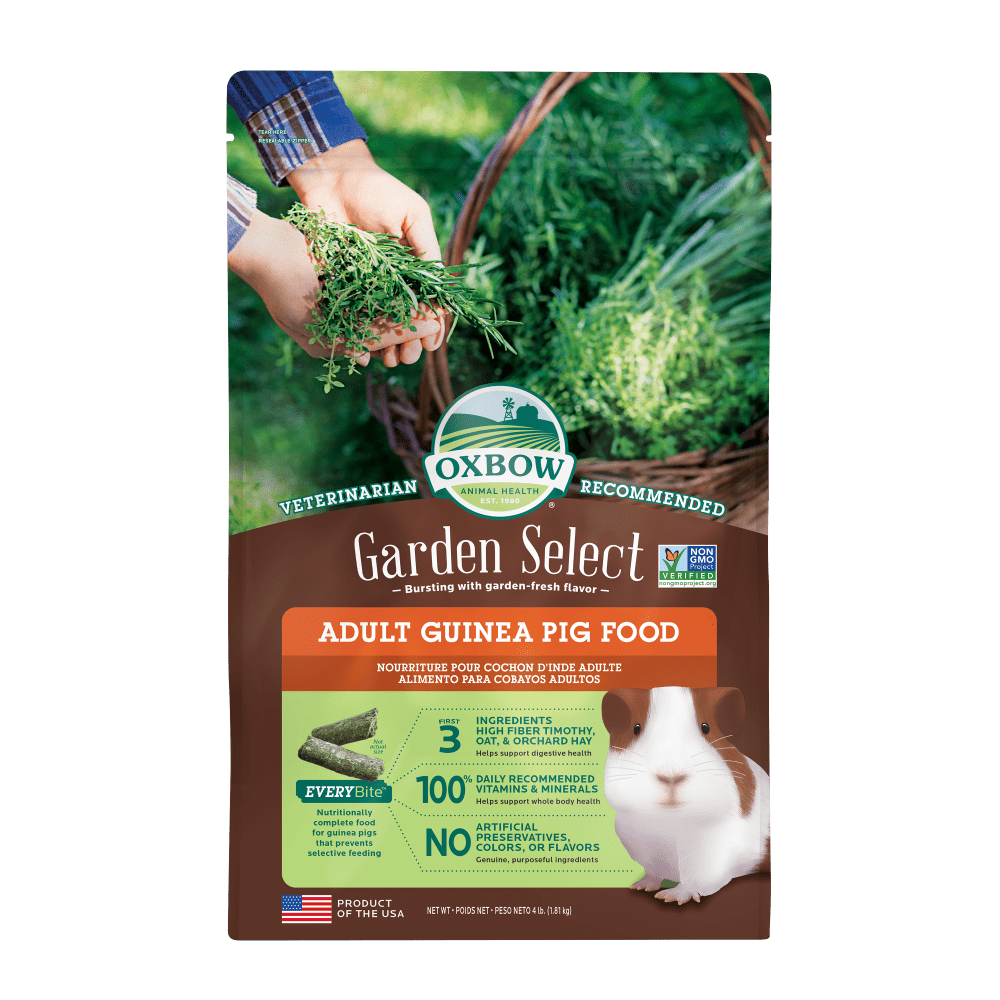 TEAR HERE/
RESEALABLE ZIPPER
OXBOW
ANIMAL HEALTH
EST. 1980
®
VETERINARIAN RECOMMENDED
Garden Select
— Bursting with garden-fresh flavor —
NON
GMO
Project
VERIFIED
nongmoproject.org
ADULT GUINEA PIG FOOD
NOURRITURE POUR COCHON D'INDE ADULTE
ALIMENTO PARA COBAYOS ADULTOS
Not
actual
size
EVERYBite™
Nutritionally
complete food
for guinea pigs
that prevents
selective feeding
FIRST
3
INGREDIENTS
HIGH FIBER TIMOTHY,
OAT, & ORCHARD HAY
Helps support digestive health
100%
DAILY RECOMMENDED
VITAMINS & MINERALS
Helps support whole body health
NO
ARTIFICIAL
PRESERVATIVES,
COLORS, OR FLAVORS
Genuine, purposeful ingredients
PRODUCT
OF THE USA
NET WT • POIDS NET • PESO NETO 4 lb. (1.81 kg)